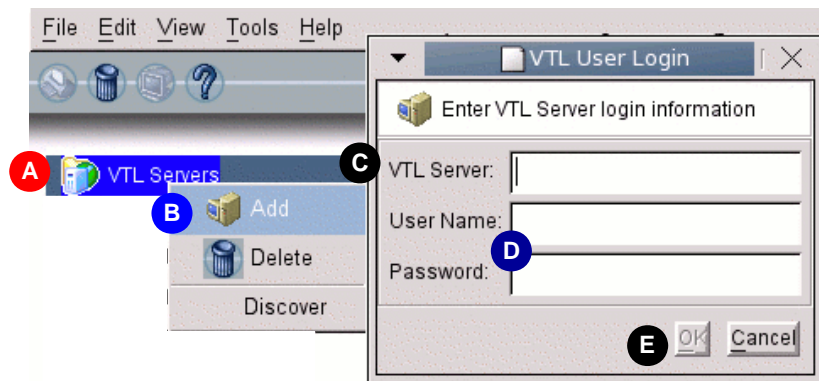 File Edit View Tools Help
VTL User Login
Enter VTL Server login information
A VTL Servers
B Add
Delete
Discover
C VTL Server:
User Name:
D
Password:
E OK Cancel